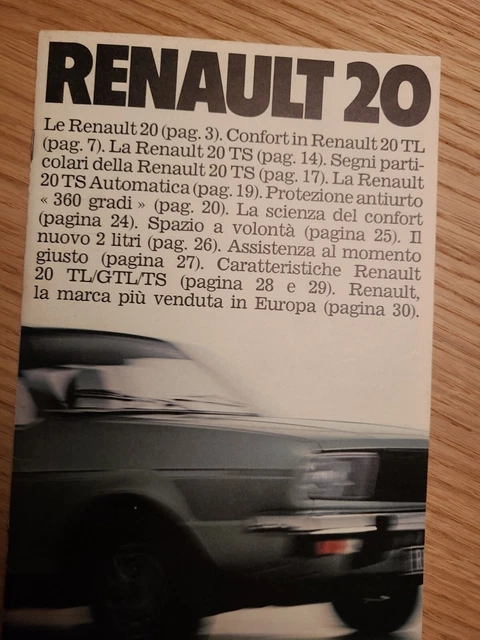 RENAULT 20
Le Renault 20 (pag. 3). Confort in Renault 20 TL
(pag. 7). La Renault 20 TS (pag. 14). Segni parti-
colari della Renault 20 TS (pag. 17). La Renault
20 TS Automatica (pag. 19). Protezione antiurto
« 360 gradi » (pag. 20). La scienza del confort
(pagina 24). Spazio a volontà (pagina 25). Il
nuovo 2 litri (pag. 26). Assistenza al momento
giusto (pagina 27). Caratteristiche Renault
20 TL/GTL/TS (pagina 28 e 29). Renault,
la marca più venduta in Europa (pagina 30).